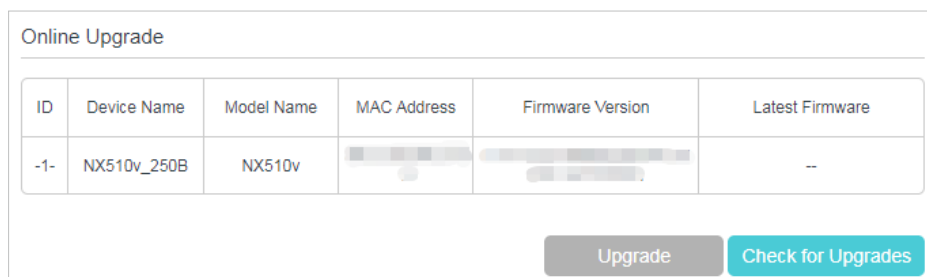 Online Upgrade
ID Device Name Model Name MAC Address Firmware Version Latest Firmware
-1- NX510v_250B NX510v --
Upgrade Check for Upgrades